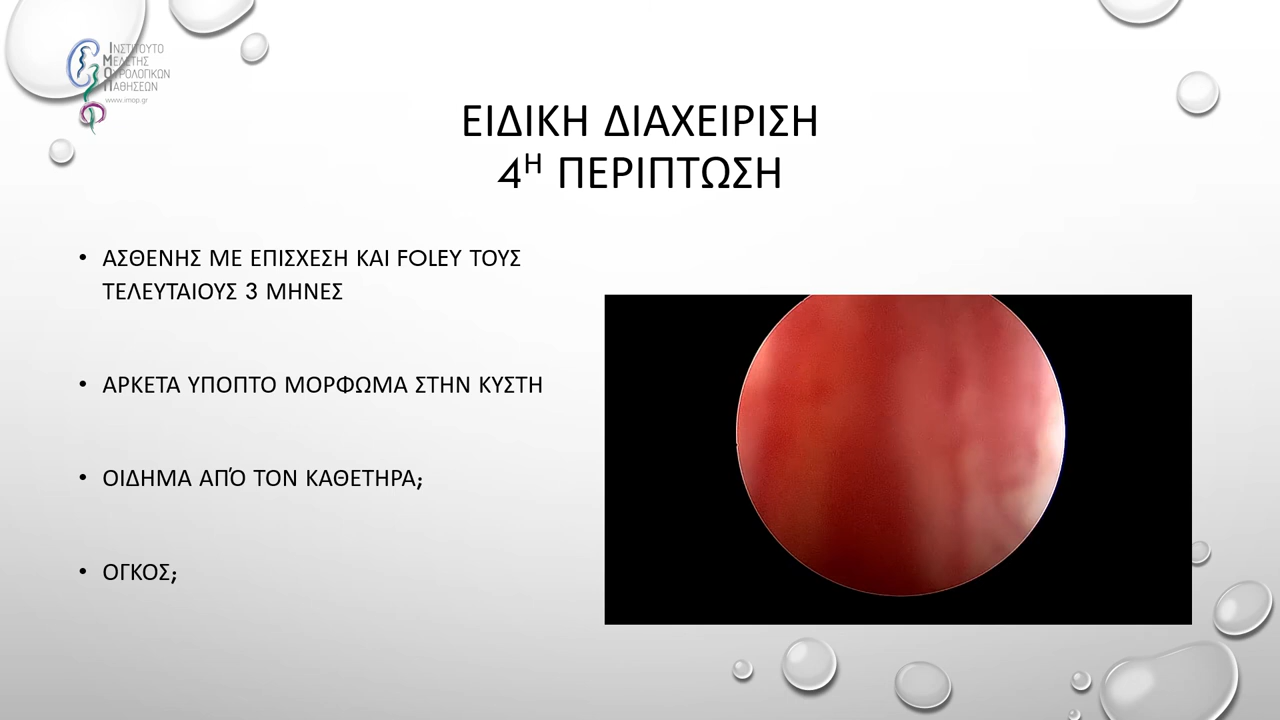 ΙΝΣΤΙΤΟΥΤΟ
ΜΕΛΕΤΗΣ
ΟΥΡΟΛΟΓΙΚΩΝ
ΠΑΘΗΣΕΩΝ
www.imop.gr
ΕΙΔΙΚΗ ΔΙΑΧΕΙΡΙΣΗ
4Η ΠΕΡΙΠΤΩΣΗ
• ΑΣΘΕΝΗΣ ΜΕ ΕΠΙΣΧΕΣΗ ΚΑΙ FOLEY ΤΟΥΣ
ΤΕΛΕΥΤΑΙΟΥΣ 3 ΜΗΝΕΣ
• ΑΡΚΕΤΑ ΥΠΟΠΤΟ ΜΟΡΦΩΜΑ ΣΤΗΝ ΚΥΣΤΗ
• ΟΙΔΗΜΑ ΑΠΌ ΤΟΝ ΚΑΘΕΤΗΡΑ;
• ΟΓΚΟΣ;